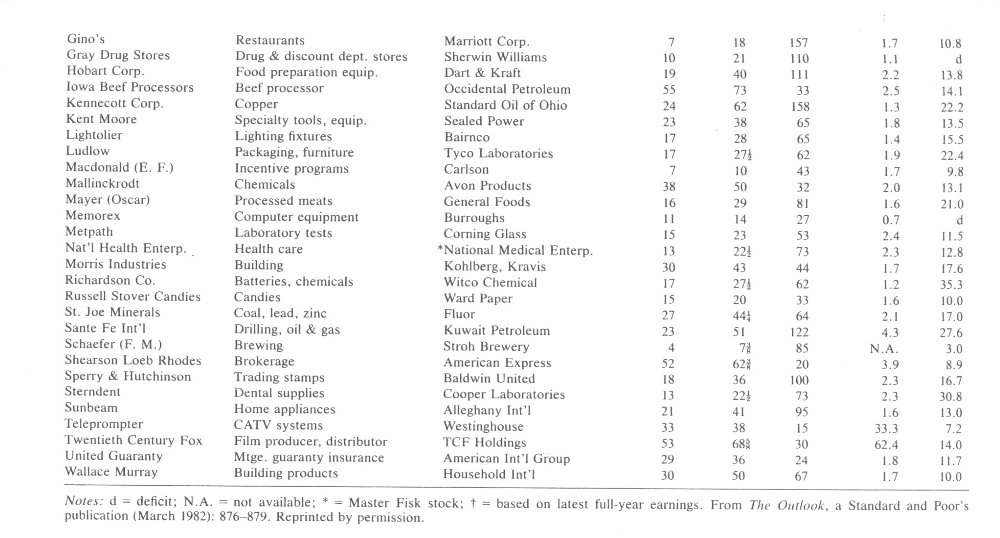 Gino's Restaurants Marriott Corp. 7 18 157 1.7 10.8
Gray Drug Stores Drug & discount dept. stores Sherwin Williams 10 21 110 1.1 d
Hobart Corp. Food preparation equip. Dart & Kraft 19 40 111 2.2 13.8
Iowa Beef Processors Beef processor Occidental Petroleum 55 73 33 2.5 14.1
Kennecott Corp. Copper Standard Oil of Ohio 24 62 158 1.3 22.2
Kent Moore Specialty tools, equip. Sealed Power 23 38 65 1.8 13.5
Lightolier Lighting fixtures Bairnco 17 28 65 1.4 15.5
Ludlow Packaging, furniture Tyco Laboratories 17 27½ 62 1.9 22.4
Macdonald (E. F.) Incentive programs Carlson 7 10 43 1.7 9.8
Mallinckrodt Chemicals Avon Products 38 50 32 2.0 13.1
Mayer (Oscar) Processed meats General Foods 16 29 81 1.6 21.0
Memorex Computer equipment Burroughs 11 14 27 0.7 d
Metpath Laboratory tests Corning Glass 15 23 53 2.4 11.5
Nat'l Health Enterp. Health care *National Medical Enterp. 13 22½ 73 2.3 12.8
Morris Industries Building Kohlberg, Kravis 30 43 44 1.7 17.6
Richardson Co. Batteries, chemicals Witco Chemical 17 27½ 62 1.2 35.3
Russell Stover Candies Candies Ward Paper 15 20 33 1.6 10.0
St. Joe Minerals Coal, lead, zinc Fluor 27 44¼ 64 2.1 17.0
Sante Fe Int'l Drilling, oil & gas Kuwait Petroleum 23 51 122 4.3 27.6
Schaefer (F. M.) Brewing Stroh Brewery 4 7⅜ 85 N.A. 3.0
Shearson Loeb Rhodes Brokerage American Express 52 62⅜ 20 3.9 8.9
Sperry & Hutchinson Trading stamps Baldwin United 18 36 100 2.3 16.7
Sterndent Dental supplies Cooper Laboratories 13 22½ 73 2.3 30.8
Sunbeam Home appliances Alleghany Int'l 21 41 95 1.6 13.0
Teleprompter CATV systems Westinghouse 33 38 15 33.3 7.2
Twentieth Century Fox Film producer, distributor TCF Holdings 53 68⅝ 30 62.4 14.0
United Guaranty Mtge. guaranty insurance American Int'l Group 29 36 24 1.8 11.7
Wallace Murray Building products Household Int'l 30 50 67 1.7 10.0
Notes: d = deficit; N.A. = not available; * = Master Fisk stock; † = based on latest full-year earnings. From The Outlook, a Standard and Poor's
publication (March 1982): 876–879. Reprinted by permission.